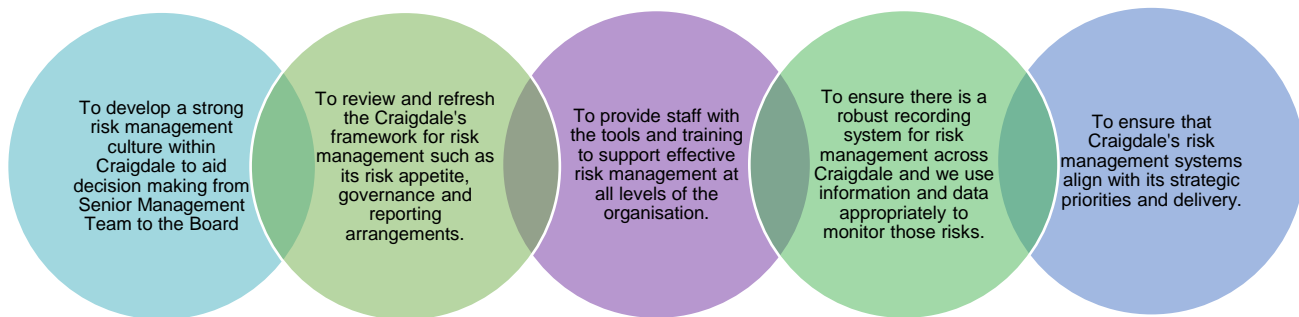 To develop a strong
risk management
culture within
Craigdale to aid
decision making from
Senior Management
Team to the Board
To review and refresh
the Craigdale's
framework for risk
management such as
its risk appetite,
governance and
reporting
arrangements.
To provide staff with
the tools and training
to support effective
risk management at
all levels of the
organisation.
To ensure there is a
robust recording
system for risk
management across
Craigdale and we use
information and data
appropriately to
monitor those risks.
To ensure that
Craigdale's risk
management systems
align with its strategic
priorities and delivery.